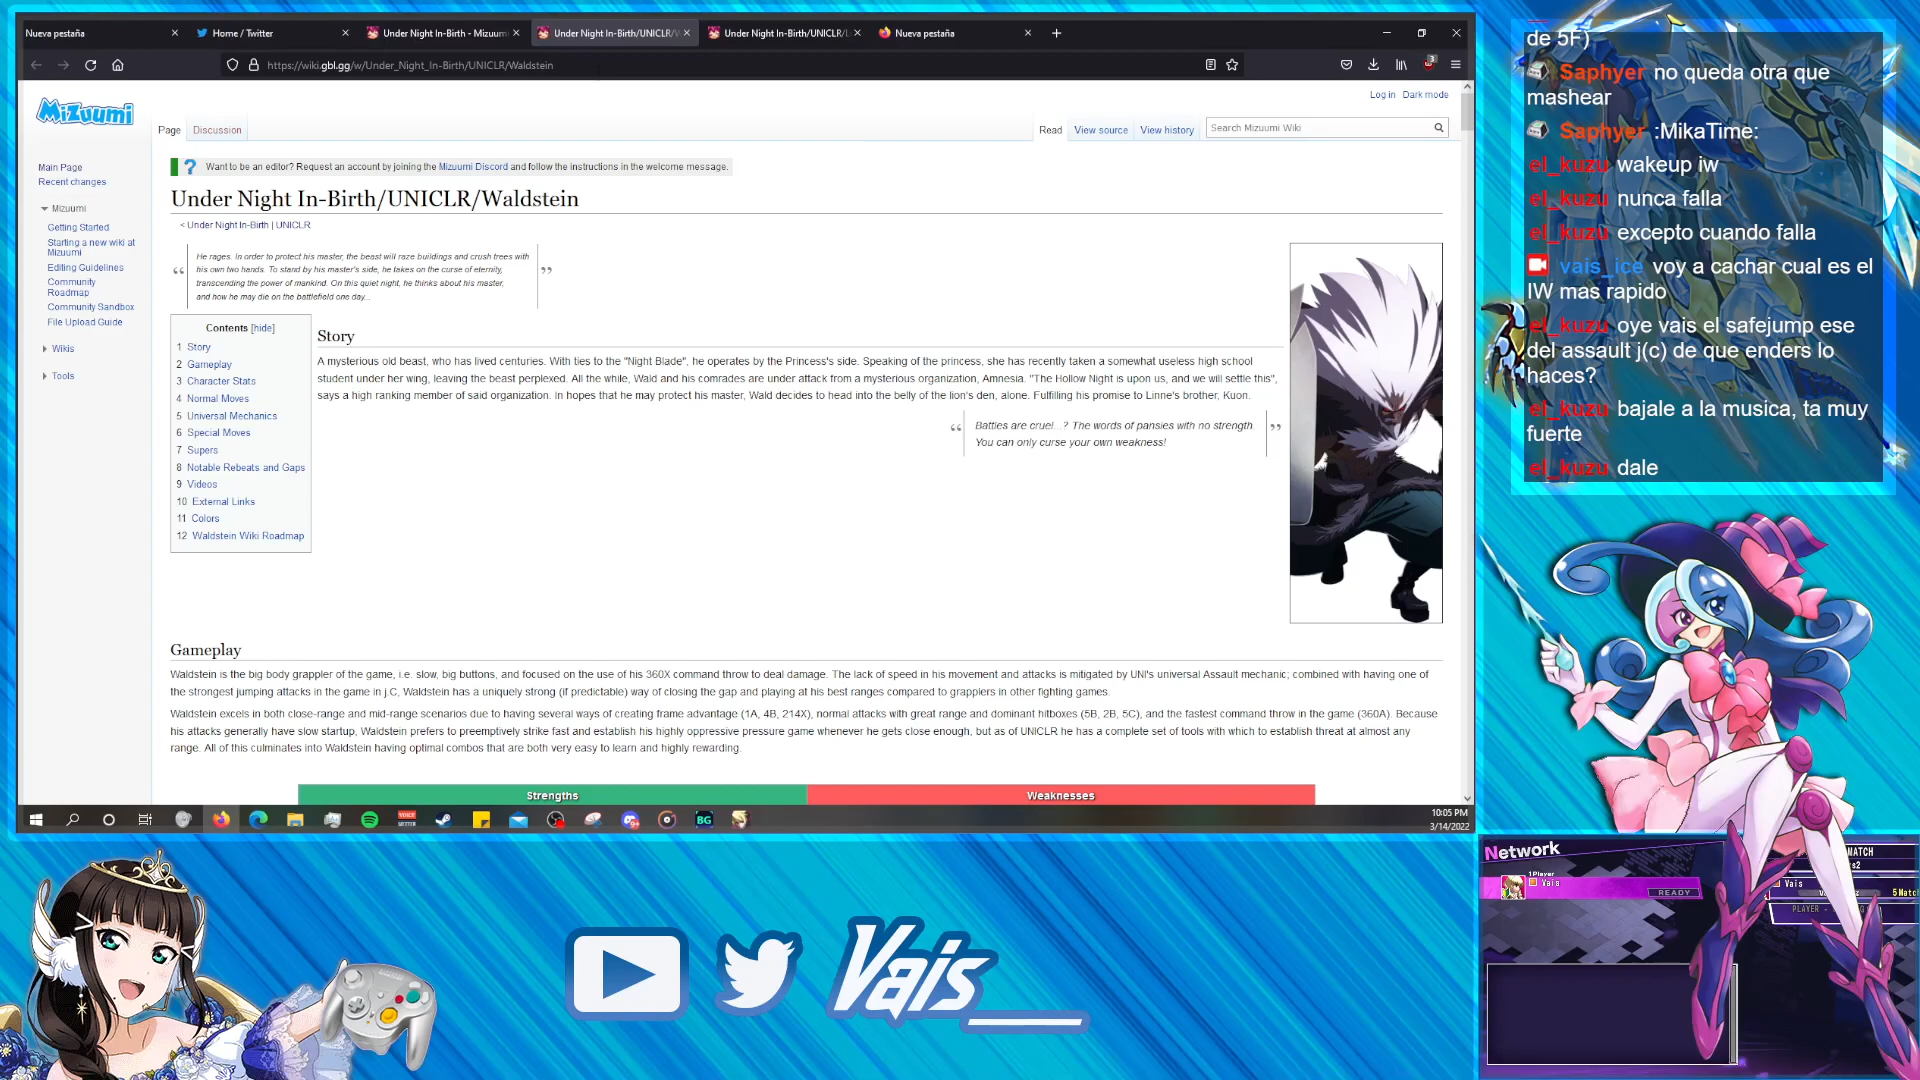 Nueva pestaña
Home / Twitter
Under Night In-Birth - Mizuum
Under Night In-Birth/UNICLR/W
Under Night In-Birth/UNICLR/
Nueva pestaña
https://wiki.gbl.gg/w/Under_Night_In-Birth/UNICLR/Waldstein
Log in Dark mode
Mizuumi
Page Discussion
Read View source View history
Search Mizuumi Wiki
Want to be an editor? Request an account by joining the Mizuumi Discord and follow the instructions in the welcome message.
Main Page
Recent changes
Mizuumi
Getting Started
Starting a new wiki at
Mizuumi
Editing Guidelines
Community
Roadmap
Community Sandbox
File Upload Guide
Wikis
Tools
Under Night In-Birth/UNICLR/Waldstein
< Under Night In-Birth | UNICLR
“ He rages. In order to protect his master, the beast will raze buildings and crush trees with ”
his own two hands. To stand by his master's side, he takes on the curse of eternity,
transcending the power of mankind. On this quiet night, he thinks about his master,
and how he may die on the battlefield one day...
Contents [hide]
1 Story
2 Gameplay
3 Character Stats
4 Normal Moves
5 Universal Mechanics
6 Special Moves
7 Supers
8 Notable Rebeats and Gaps
9 Videos
10 External Links
11 Colors
12 Waldstein Wiki Roadmap
Story
A mysterious old beast, who has lived centuries. With ties to the "Night Blade", he operates by the Princess's side. Speaking of the princess, she has recently taken a somewhat useless high school
student under her wing, leaving the beast perplexed. All the while, Wald and his comrades are under attack from a mysterious organization, Amnesia. "The Hollow Night is upon us, and we will settle this",
says a high ranking member of said organization. In hopes that he may protect his master, Wald decides to head into the belly of the lion's den, alone. Fulfilling his promise to Linne's brother, Kuon.
“ Battles are cruel...? The words of pansies with no strength. ”
You can only curse your own weakness!
Gameplay
Waldstein is the big body grappler of the game, i.e. slow, big buttons, and focused on the use of his 360X command throw to deal damage. The lack of speed in his movement and attacks is mitigated by UNI's universal Assault mechanic; combined with having one of
the strongest jumping attacks in the game in j.C, Waldstein has a uniquely strong (if predictable) way of closing the gap and playing at his best ranges compared to grapplers in other fighting games.
Waldstein excels in both close-range and mid-range scenarios due to having several ways of creating frame advantage (1A, 4B, 214X), normal attacks with great range and dominant hitboxes (5B, 2B, 5C), and the fastest command throw in the game (360A). Because
his attacks generally have slow startup, Waldstein prefers to preemptively strike fast and establish his highly oppressive pressure game whenever he gets close enough, but as of UNICLR he has a complete set of tools with which to establish threat at almost any
range. All of this culminates into Waldstein having optimal combos that are both very easy to learn and highly rewarding.
Strengths Weaknesses
BG
10:05 PM
3/14/2022
de 5F)
Saphyer no queda otra que
mashear
Saphyer :MikaTime:
el_kuzu wakeup iw
el_kuzu nunca falla
el_kuzu excepto cuando falla
vais_ice voy a cachar cual es el
IW mas rapido
el_kuzu oye vais el safejump ese
del assault j(c) de que enders lo
haces?
el_kuzu bajale a la musica, ta muy
fuerte
el_kuzu dale
Network
1Player
Vais
READY
MATCH
Vais
5 Matc
PLAYER
Vais____